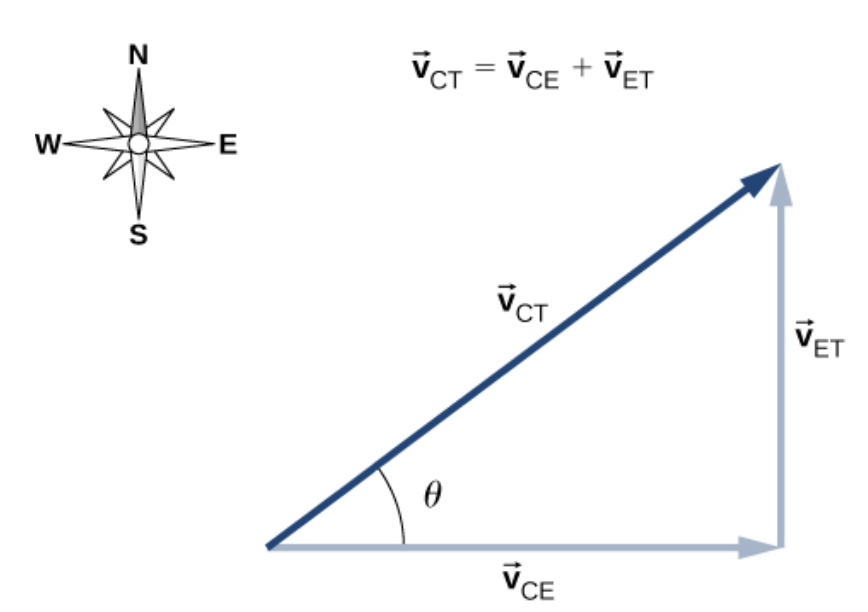 N
W E
S
v⃗CT = v⃗CE + v⃗ET
v⃗CT
v⃗ET
θ
v⃗CE